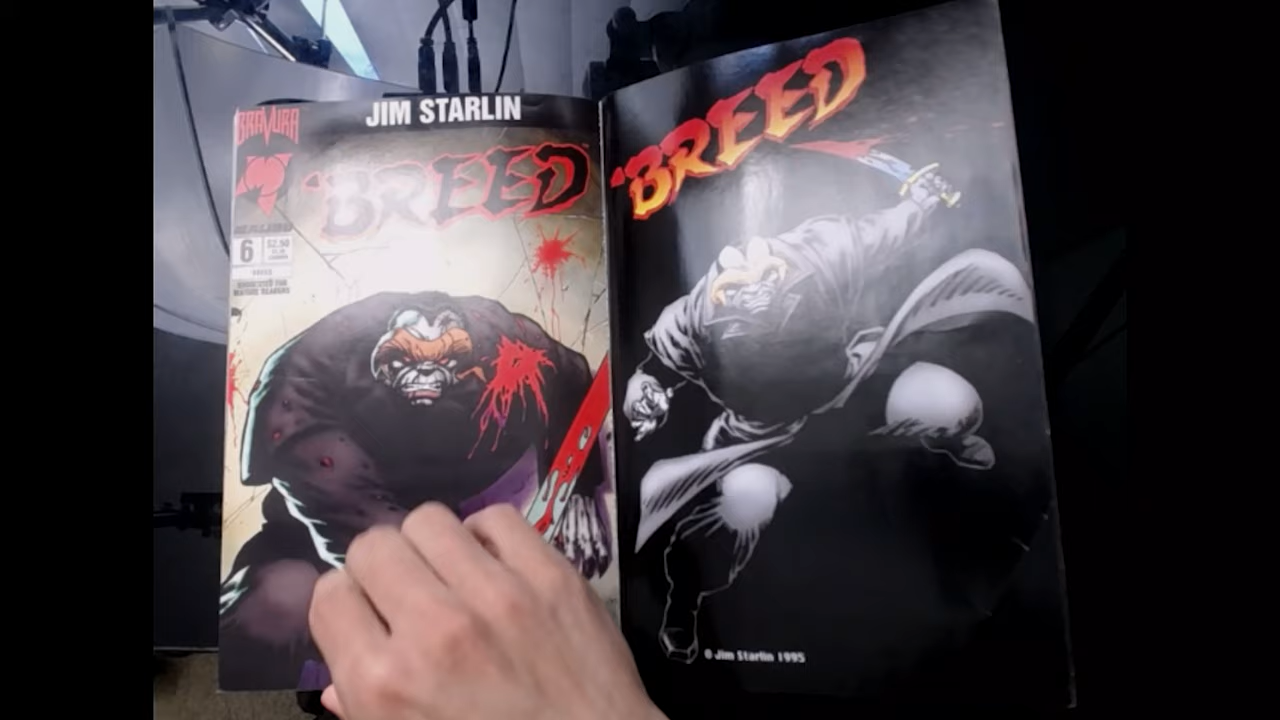 JIM STARLIN
BRAVURA
'BREED
MALIBU
6
$2.50
SUGGESTED FOR
MATURE READERS
'BREED
© Jim Starlin 1995